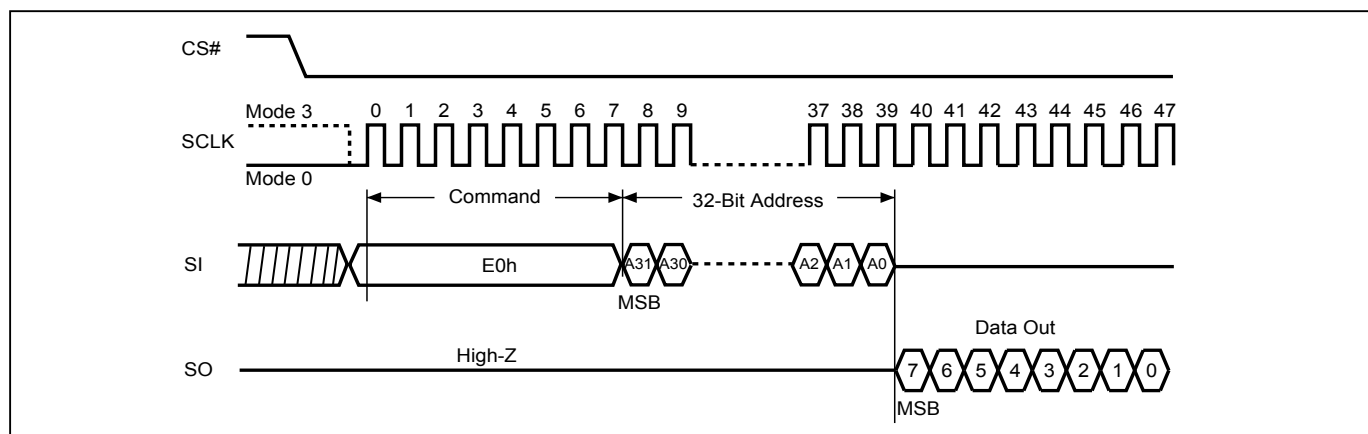 CS#
Mode 3
0 1 2 3 4 5 6 7 8 9 37 38 39 40 41 42 43 44 45 46 47
SCLK
Mode 0
Command 32-Bit Address
SI E0h A31 A30 A2 A1 A0
MSB
Data Out
High-Z
SO 7 6 5 4 3 2 1 0
MSB